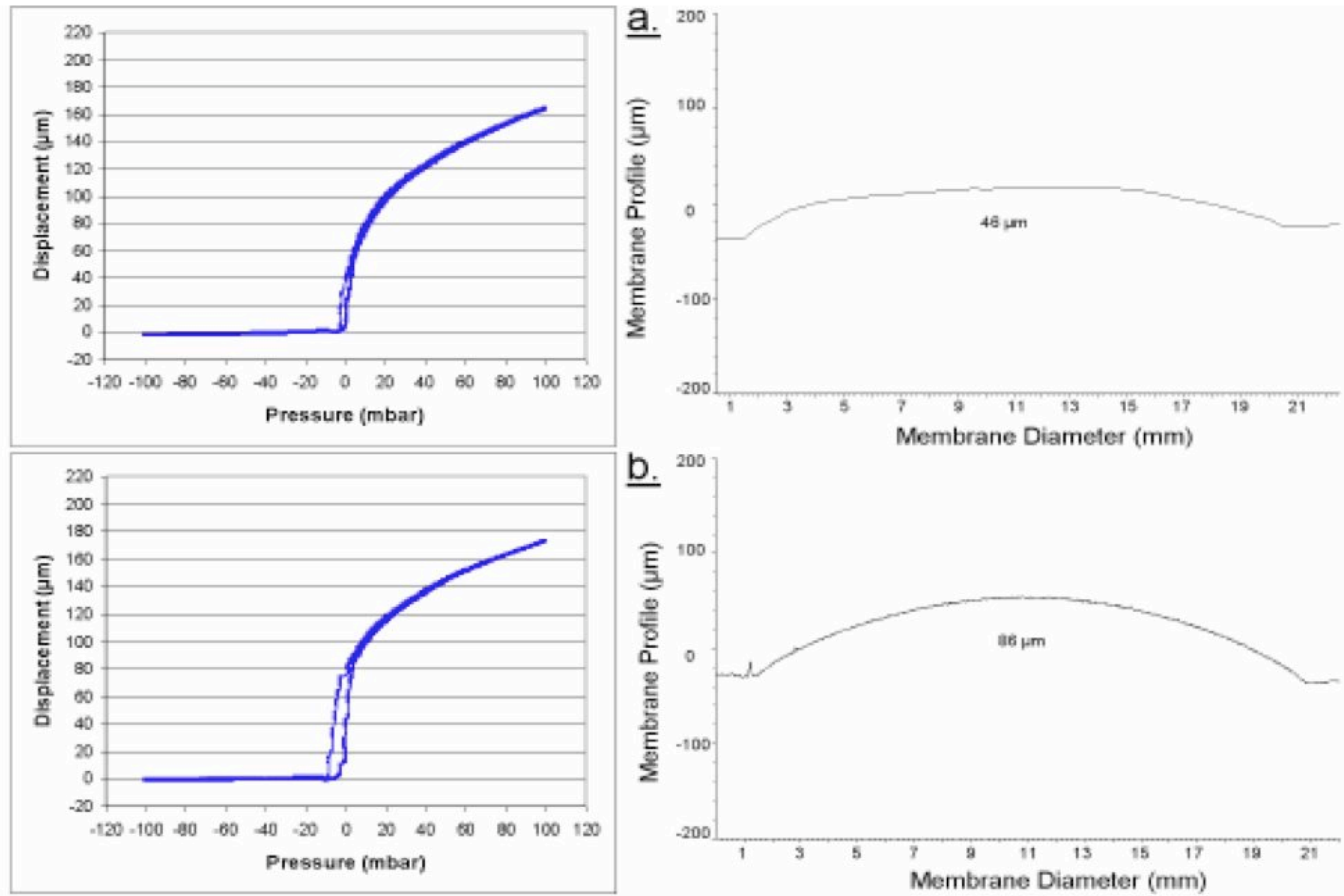 220
200
180
160
140
120
100
80
60
40
20
0
-20
Displacement (µm)
-120 -100 -80 -60 -40 -20 0 20 40 60 80 100 120
Pressure (mbar)
a.
200
100
0
-100
-200
Membrane Profile (µm)
46 µm
1 3 5 7 9 11 13 15 17 19 21
Membrane Diameter (mm)
220
200
180
160
140
120
100
80
60
40
20
0
-20
Displacement (µm)
-120 -100 -80 -60 -40 -20 0 20 40 60 80 100 120
Pressure (mbar)
b.
200
100
0
-100
-200
Membrane Profile (µm)
86 µm
1 3 5 7 9 11 13 15 17 19 21
Membrane Diameter (mm)